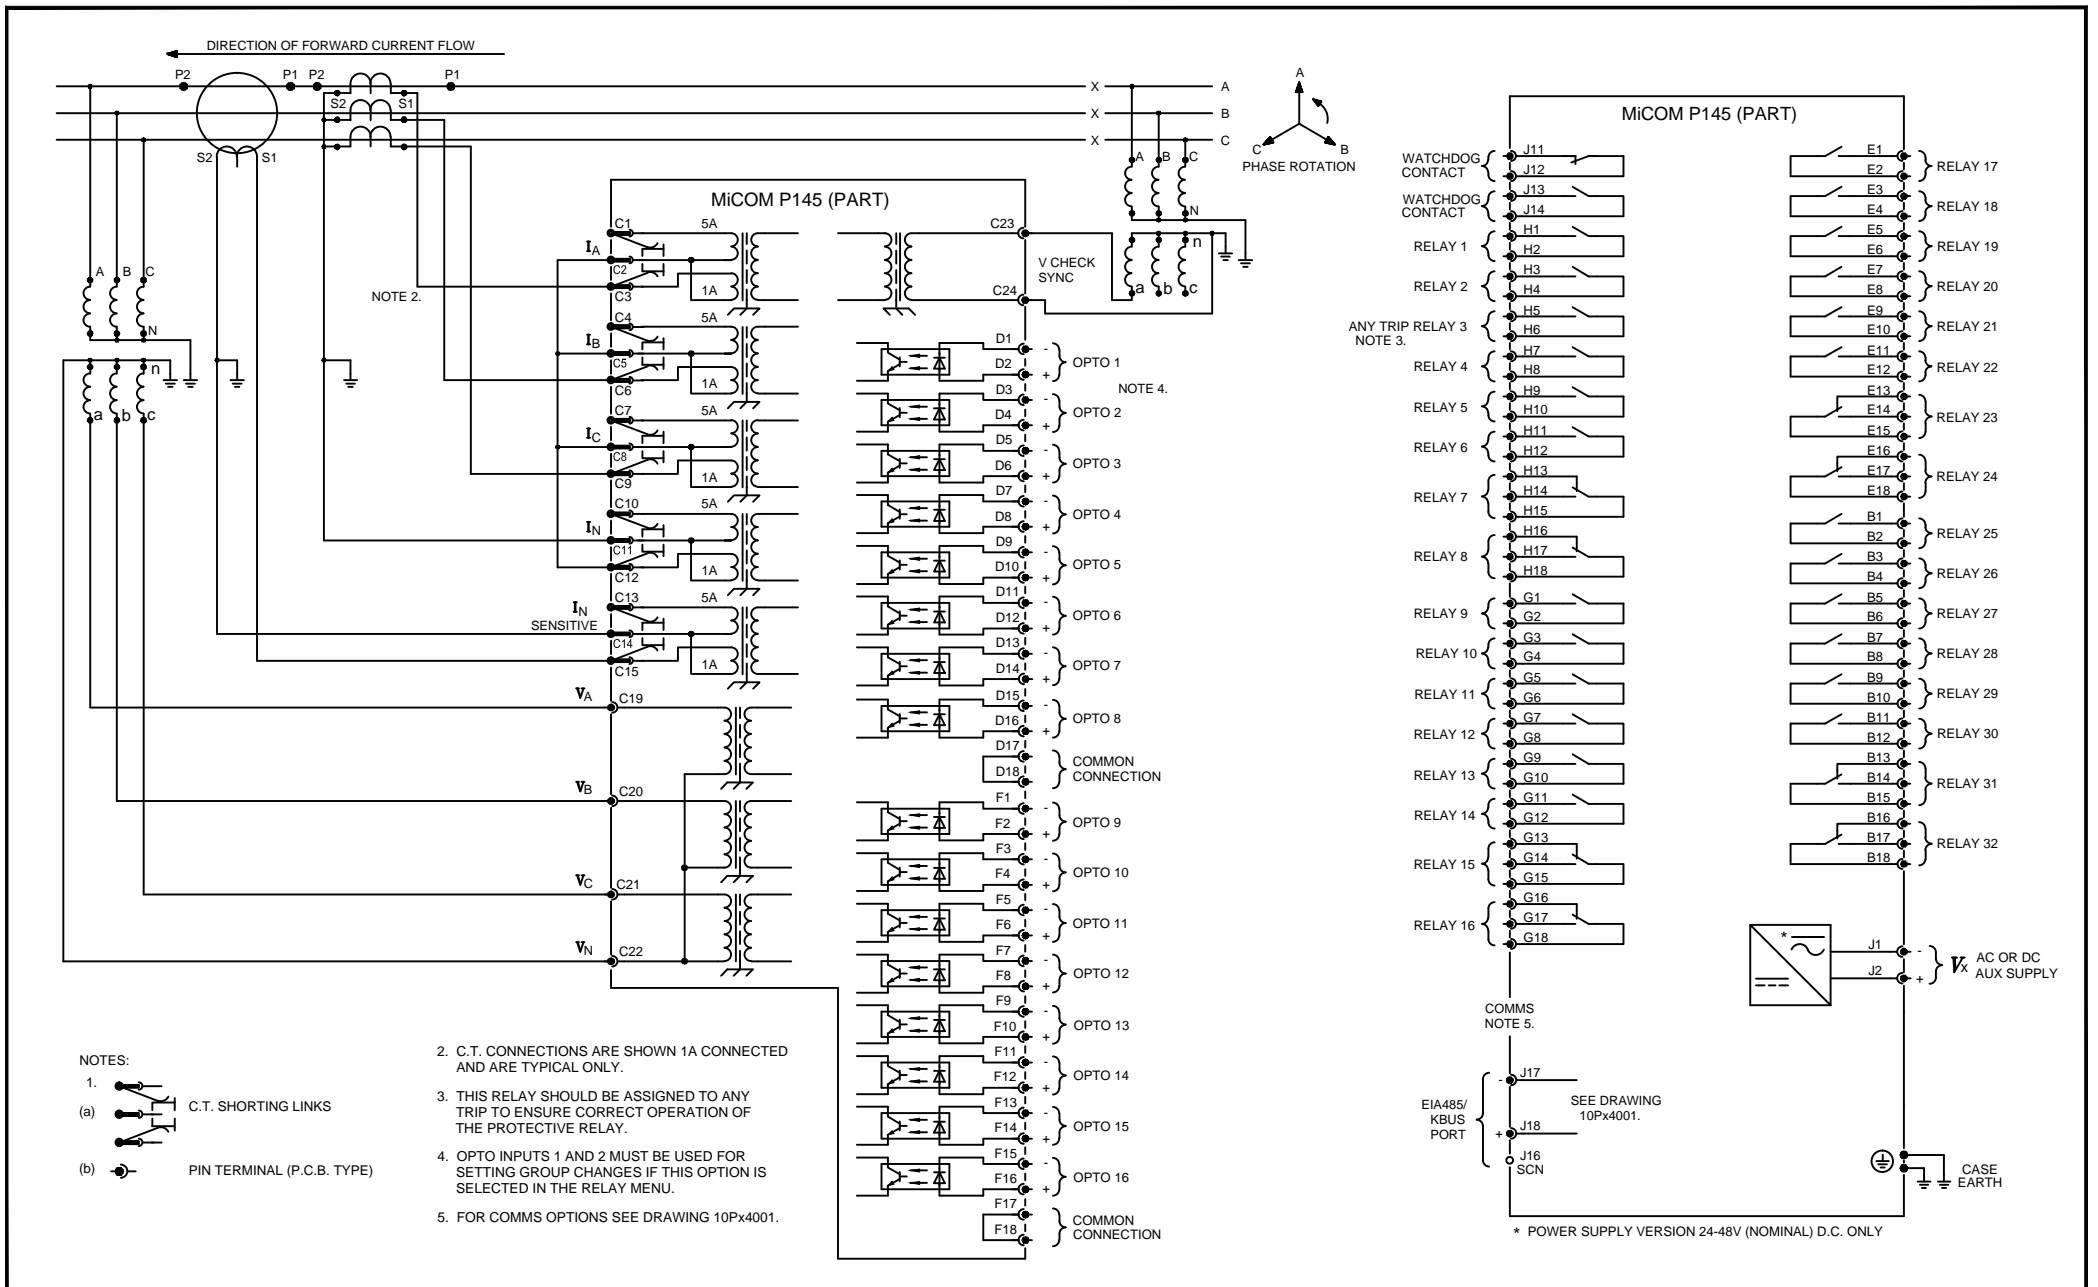 DIRECTION OF FORWARD CURRENT FLOW
P2
P1
P2
P1
S2
S1
S2
S1
X
A
X
B
X
C
A
B
C
N
n
a
b
c
A
C
B
PHASE ROTATION
A
B
C
N
n
a
b
c
NOTE 2.
MiCOM P145 (PART)
IA
C1
C2
C3
5A
1A
IB
C4
C5
C6
5A
1A
IC
C7
C8
C9
5A
1A
IN
C10
C11
C12
5A
1A
IN
SENSITIVE
C13
C14
C15
5A
1A
VA
C19
VB
C20
VC
C21
VN
C22
C23
C24
V CHECK
SYNC
D1 -
D2 +
OPTO 1
NOTE 4.
D3 -
D4 +
OPTO 2
D5 -
D6 +
OPTO 3
D7 -
D8 +
OPTO 4
D9 -
D10 +
OPTO 5
D11 -
D12 +
OPTO 6
D13 -
D14 +
OPTO 7
D15 -
D16 +
OPTO 8
D17
D18
COMMON
CONNECTION
F1 -
F2 +
OPTO 9
F3 -
F4 +
OPTO 10
F5 -
F6 +
OPTO 11
F7 -
F8 +
OPTO 12
F9 -
F10 +
OPTO 13
F11 -
F12 +
OPTO 14
F13 -
F14 +
OPTO 15
F15 -
F16 +
OPTO 16
F17
F18
COMMON
CONNECTION
MiCOM P145 (PART)
WATCHDOG
CONTACT
J11
J12
WATCHDOG
CONTACT
J13
J14
RELAY 1
H1
H2
RELAY 2
H3
H4
ANY TRIP RELAY 3
NOTE 3.
H5
H6
RELAY 4
H7
H8
RELAY 5
H9
H10
RELAY 6
H11
H12
RELAY 7
H13
H14
H15
RELAY 8
H16
H17
H18
RELAY 9
G1
G2
RELAY 10
G3
G4
RELAY 11
G5
G6
RELAY 12
G7
G8
RELAY 13
G9
G10
RELAY 14
G11
G12
RELAY 15
G13
G14
G15
RELAY 16
G16
G17
G18
E1
E2
RELAY 17
E3
E4
RELAY 18
E5
E6
RELAY 19
E7
E8
RELAY 20
E9
E10
RELAY 21
E11
E12
RELAY 22
E13
E14
E15
RELAY 23
E16
E17
E18
RELAY 24
B1
B2
RELAY 25
B3
B4
RELAY 26
B5
B6
RELAY 27
B7
B8
RELAY 28
B9
B10
RELAY 29
B11
B12
RELAY 30
B13
B14
B15
RELAY 31
B16
B17
B18
RELAY 32
*
J1 -
J2 +
Vx
AC OR DC
AUX SUPPLY
COMMS
NOTE 5.
EIA485/
KBUS
PORT
- J17
+ J18
J16
SCN
SEE DRAWING
10Px4001.
CASE
EARTH
* POWER SUPPLY VERSION 24-48V (NOMINAL) D.C. ONLY
NOTES:
1.
(a)
C.T. SHORTING LINKS
(b)
PIN TERMINAL (P.C.B. TYPE)
2. C.T. CONNECTIONS ARE SHOWN 1A CONNECTED
AND ARE TYPICAL ONLY.
3. THIS RELAY SHOULD BE ASSIGNED TO ANY
TRIP TO ENSURE CORRECT OPERATION OF
THE PROTECTIVE RELAY.
4. OPTO INPUTS 1 AND 2 MUST BE USED FOR
SETTING GROUP CHANGES IF THIS OPTION IS
SELECTED IN THE RELAY MENU.
5. FOR COMMS OPTIONS SEE DRAWING 10Px4001.